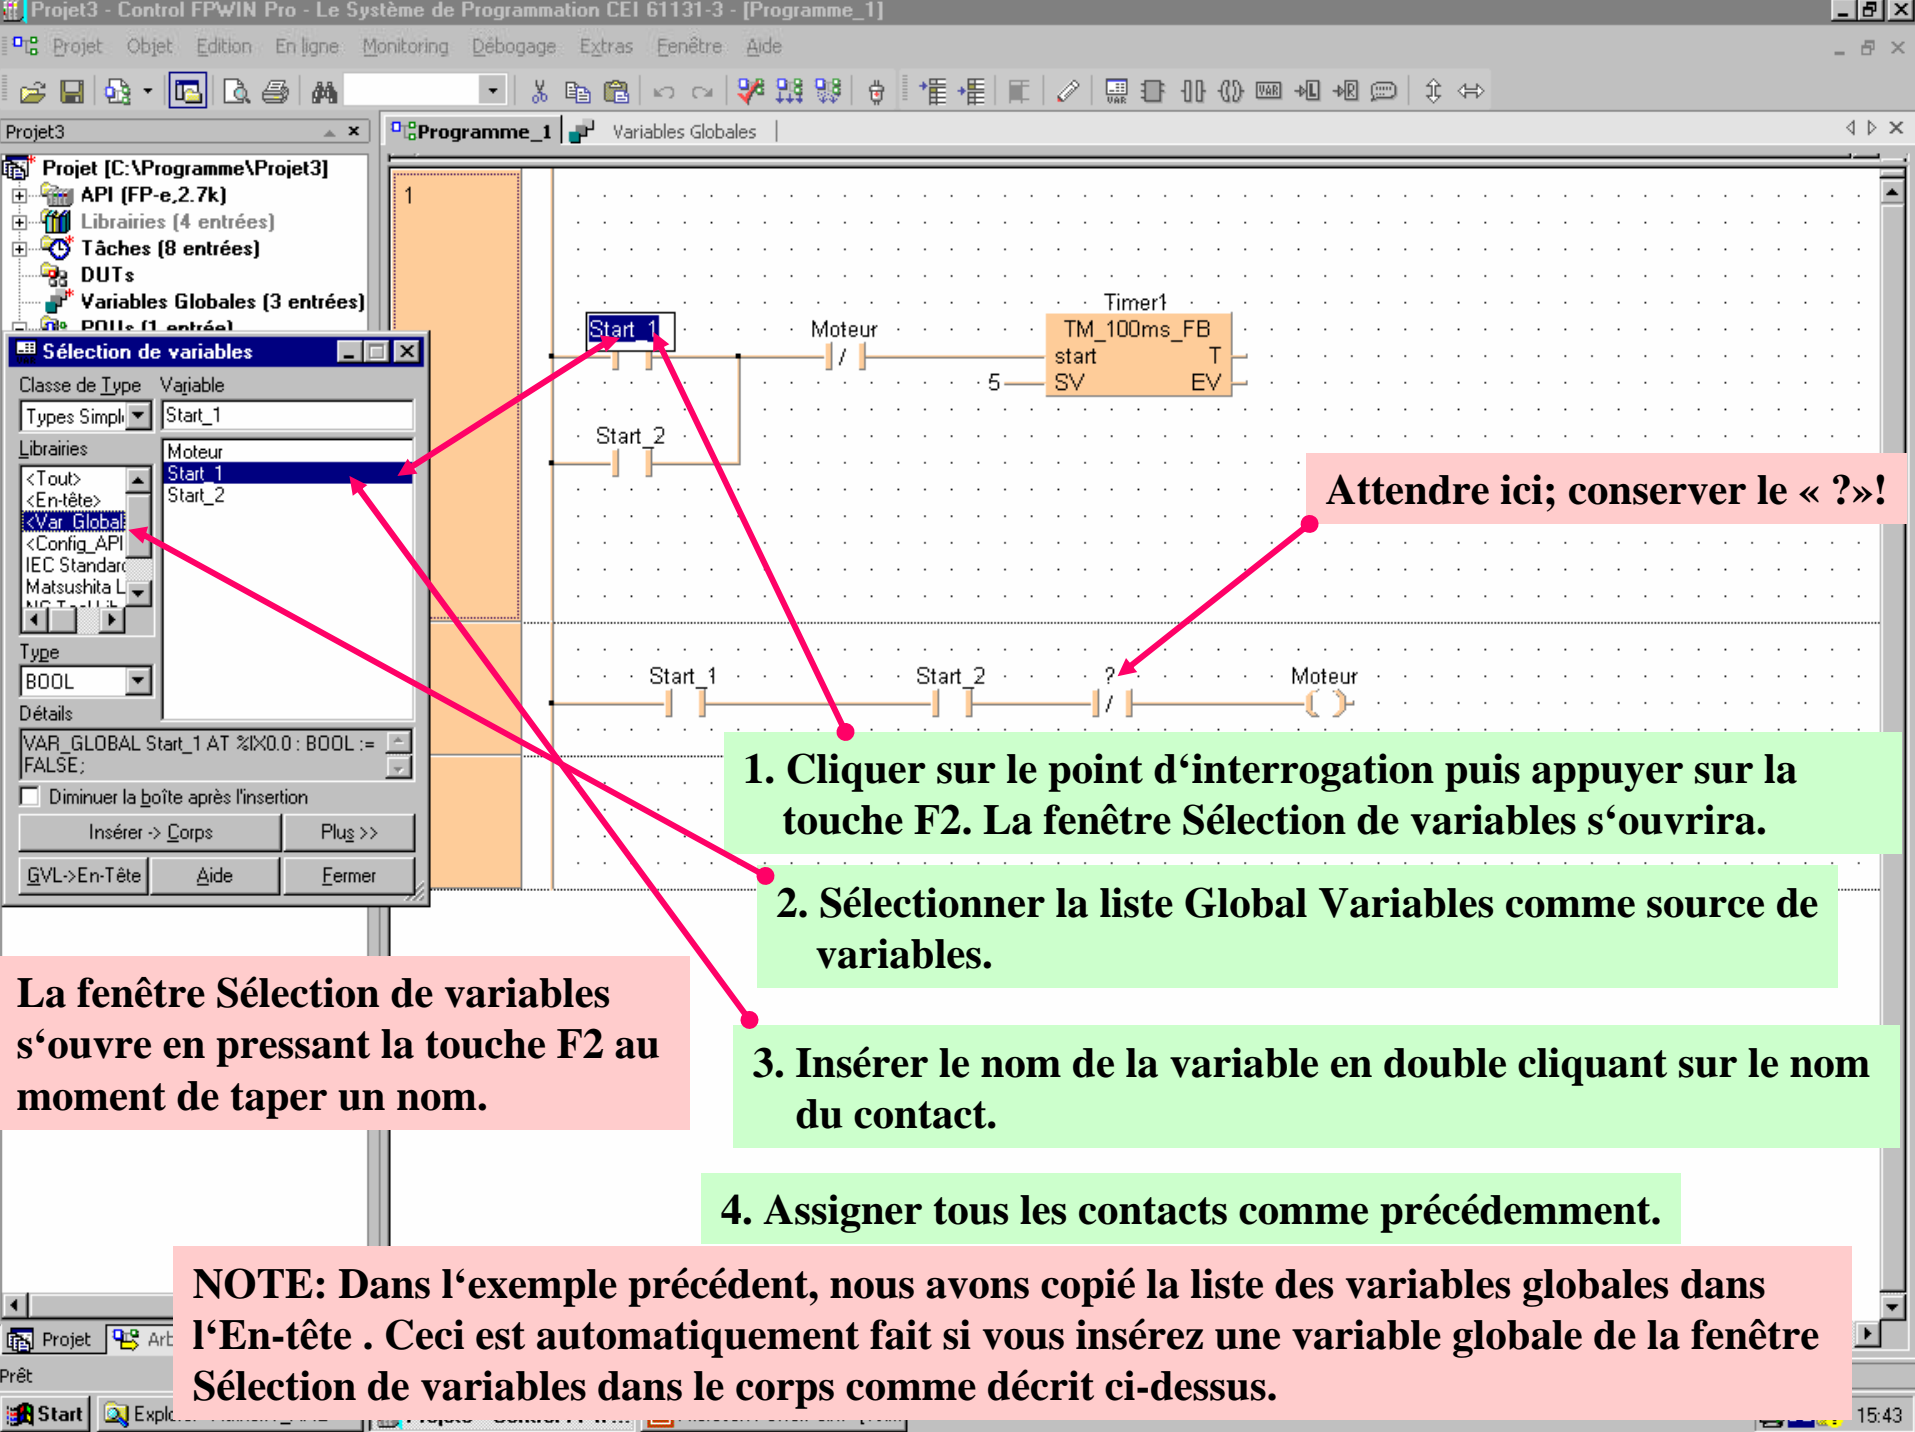 Projet3 - Control FPWIN Pro - Le Système de Programmation CEI 61131-3 - [Programme_1]
Projet Objet Edition En ligne Monitoring Débogage Extras Fenêtre Aide
Projet3
Programme_1 Variables Globales
Projet [C:\Programme\Projet3]
API (FP-e,2.7k)
Librairies (4 entrées)
Tâches (8 entrées)
DUTs
Variables Globales (3 entrées)
POUs (1 entrée)
Sélection de variables
Classe de Type Variable
Types Simpl Start_1
Librairies
<Tout>
<En-tête>
<Var_Global
<Config_API
IEC Standard
Matsushita L
Moteur
Start_1
Start_2
Type
BOOL
Détails
VAR_GLOBAL Start_1 AT %IX0.0 : BOOL :=
FALSE;
Diminuer la boîte après l'insertion
Insérer -> Corps Plus >>
GVL->En-Tête Aide Fermer
1
Start_1 Moteur Timer1
TM_100ms_FB
start T
5 SV EV
Start_2
Attendre ici; conserver le « ?»!
Start_1 Start_2 ? Moteur
1. Cliquer sur le point d‘interrogation puis appuyer sur la
touche F2. La fenêtre Sélection de variables s‘ouvrira.
2. Sélectionner la liste Global Variables comme source de
variables.
La fenêtre Sélection de variables
s‘ouvre en pressant la touche F2 au
moment de taper un nom.
3. Insérer le nom de la variable en double cliquant sur le nom
du contact.
4. Assigner tous les contacts comme précédemment.
NOTE: Dans l‘exemple précédent, nous avons copié la liste des variables globales dans
l‘En-tête . Ceci est automatiquement fait si vous insérez une variable globale de la fenêtre
Sélection de variables dans le corps comme décrit ci-dessus.
Projet Arb
Prêt
Start
15:43